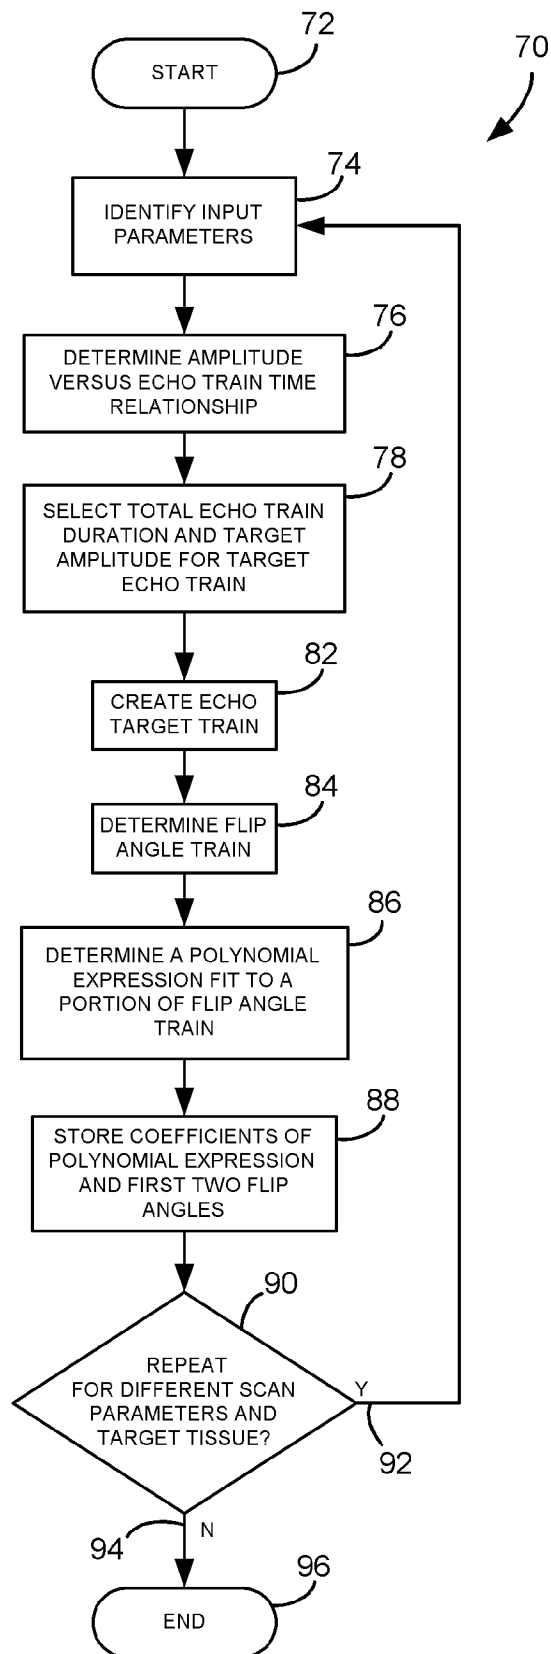 72
START
70
74
IDENTIFY INPUT
PARAMETERS
76
DETERMINE AMPLITUDE
VERSUS ECHO TRAIN TIME
RELATIONSHIP
78
SELECT TOTAL ECHO TRAIN
DURATION AND TARGET
AMPLITUDE FOR TARGET
ECHO TRAIN
82
CREATE ECHO
TARGET TRAIN
84
DETERMINE FLIP
ANGLE TRAIN
86
DETERMINE A POLYNOMIAL
EXPRESSION FIT TO A
PORTION OF FLIP ANGLE
TRAIN
88
STORE COEFFICIENTS OF
POLYNOMIAL EXPRESSION
AND FIRST TWO FLIP
ANGLES
90
REPEAT
FOR DIFFERENT SCAN
PARAMETERS AND
TARGET TISSUE?
Y
92
94
N
96
END